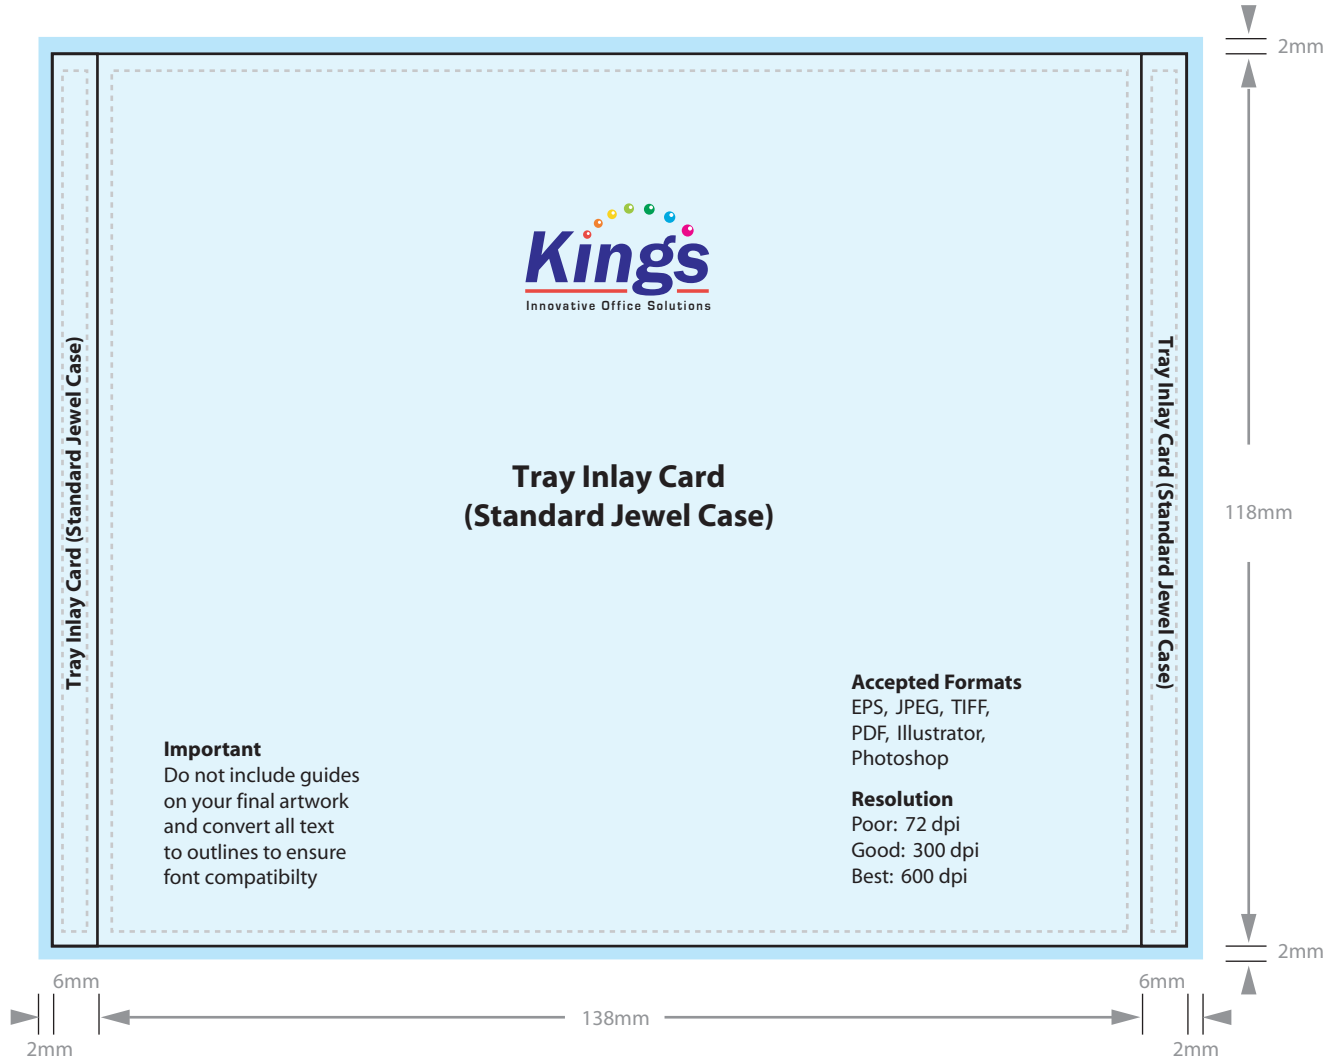 2mm
Kings
Innovative Office Solutions
Tray Inlay Card (Standard Jewel Case)
Tray Inlay Card (Standard Jewel Case)
Tray Inlay Card
(Standard Jewel Case)
118mm
Important
Do not include guides
on your final artwork
and convert all text
to outlines to ensure
font compatibilty
Accepted Formats
EPS, JPEG, TIFF,
PDF, Illustrator,
Photoshop
Resolution
Poor: 72 dpi
Good: 300 dpi
Best: 600 dpi
2mm
6mm
6mm
138mm
2mm
2mm